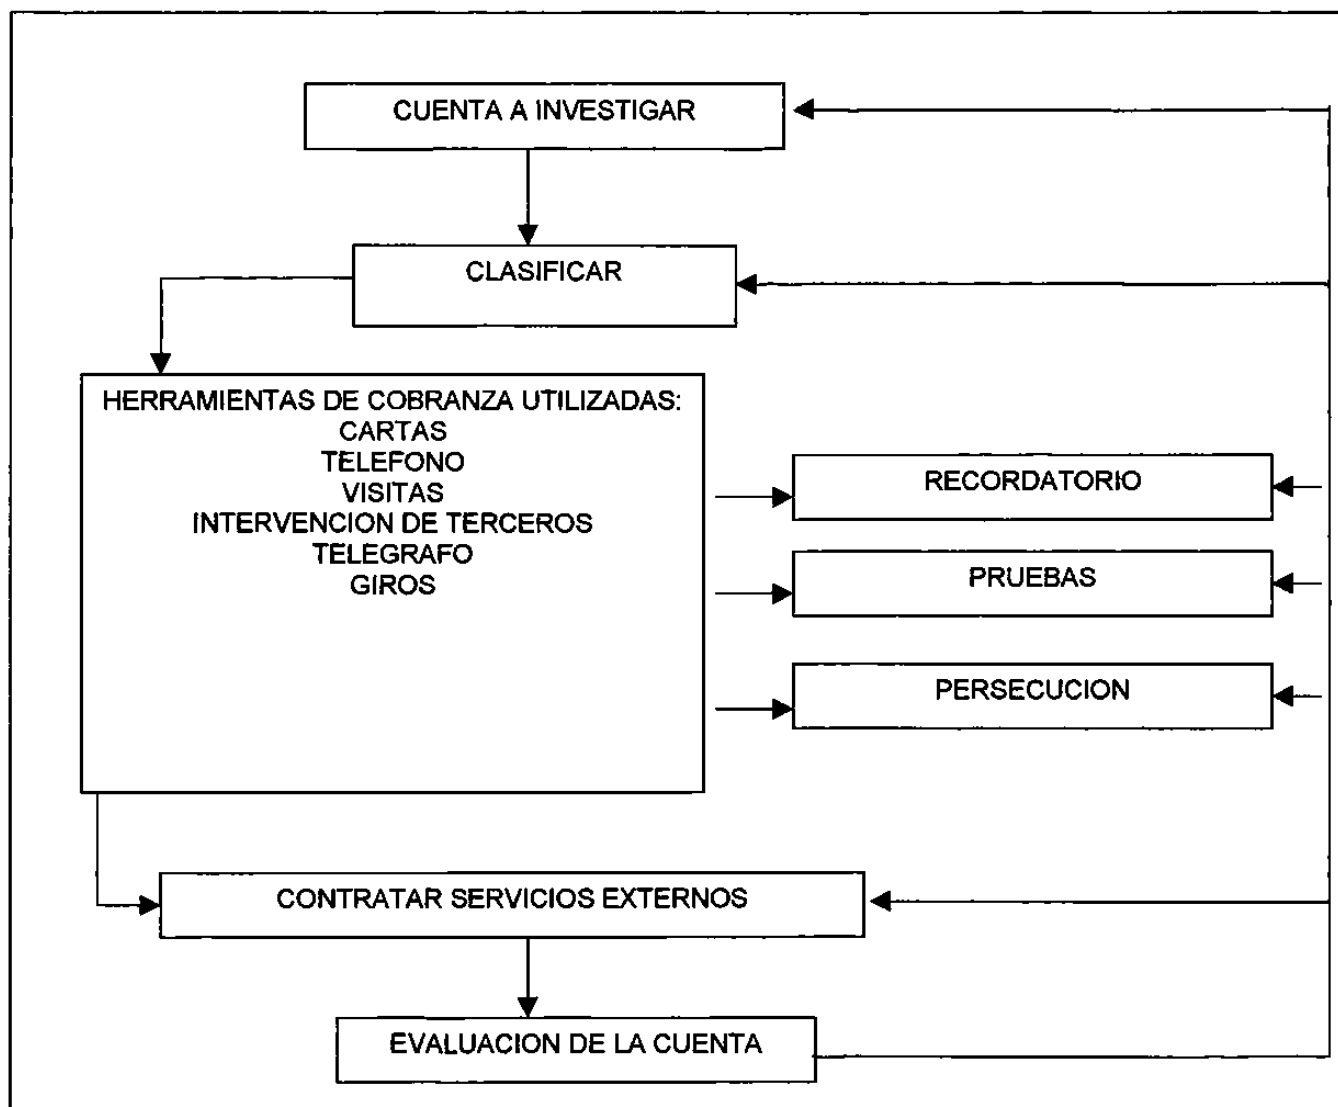 CUENTA A INVESTIGAR
CLASIFICAR
HERRAMIENTAS DE COBRANZA UTILIZADAS:
CARTAS
TELEFONO
VISITAS
INTERVENCION DE TERCEROS
TELEGRAFO
GIROS
RECORDATORIO
PRUEBAS
PERSECUCION
CONTRATAR SERVICIOS EXTERNOS
EVALUACION DE LA CUENTA